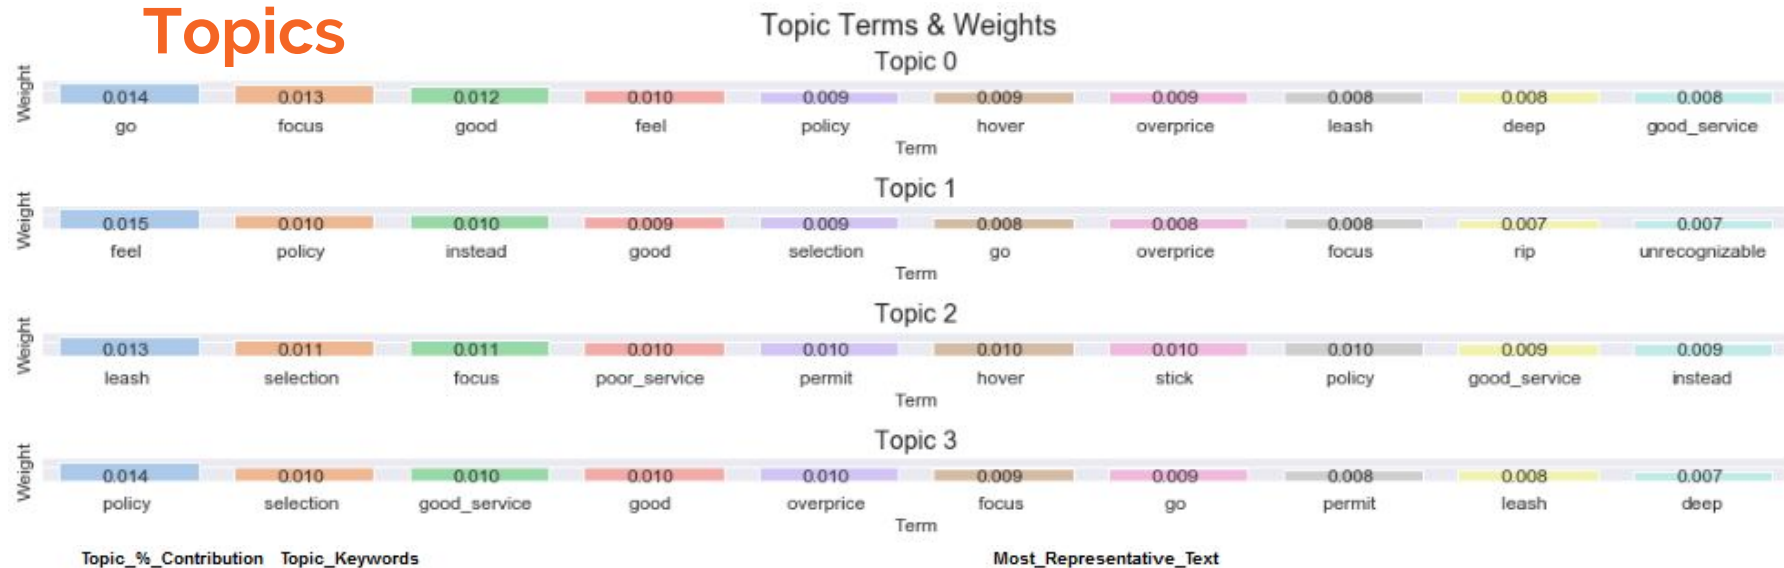 Topics
Topic Terms & Weights
Topic 0
Weight
0.014 0.013 0.012 0.010 0.009 0.009 0.009 0.008 0.008 0.008
go focus good feel policy hover overprice leash deep good_service
Term
Topic 1
Weight
0.015 0.010 0.010 0.009 0.009 0.008 0.008 0.008 0.007 0.007
feel policy instead good selection go overprice focus rip unrecognizable
Term
Topic 2
Weight
0.013 0.011 0.011 0.010 0.010 0.010 0.010 0.010 0.009 0.009
leash selection focus poor_service permit hover stick policy good_service instead
Term
Topic 3
Weight
0.014 0.010 0.010 0.010 0.010 0.009 0.009 0.008 0.008 0.007
policy selection good_service good overprice focus go permit leash deep
Term
Topic_%_Contribution Topic_Keywords Most_Representative_Text